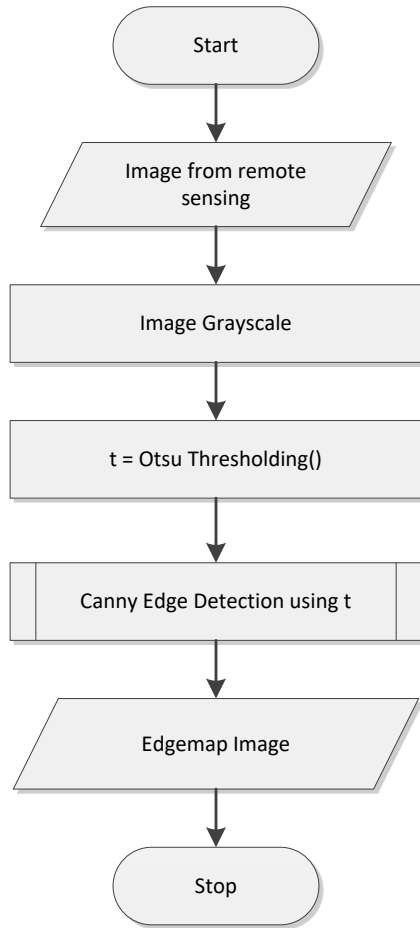 Start
Image from remote
sensing
Image Grayscale
t = Otsu Thresholding()
Canny Edge Detection using t
Edgemap Image
Stop